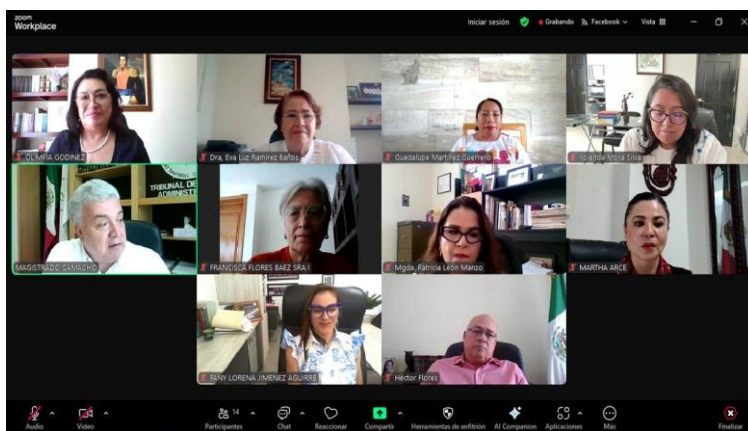 zoom
Workplace
Iniciar sesión
Grabando
Facebook
Vista
OLIMPIA GODINEZ
Dra, Eva Luz Ramírez Baños
Guadalupe Martinez Guerrero
Yolanda Mora Silva
TRIBUNAL DE
ADMINISTR
MAGISTRADO CAMACHO
FRANCISCA FLORES BAEZ SRA I
Mgda. Patricia León Manzo
MARTHA ARCE
FANY LORENA JIMENEZ AGUIRRE
Héctor Flores
14
Audio
Video
Participantes
Chat
Reaccionar
Compartir
Herramientas de anfitrión
AI Companion
Aplicaciones
Más
Finalizar